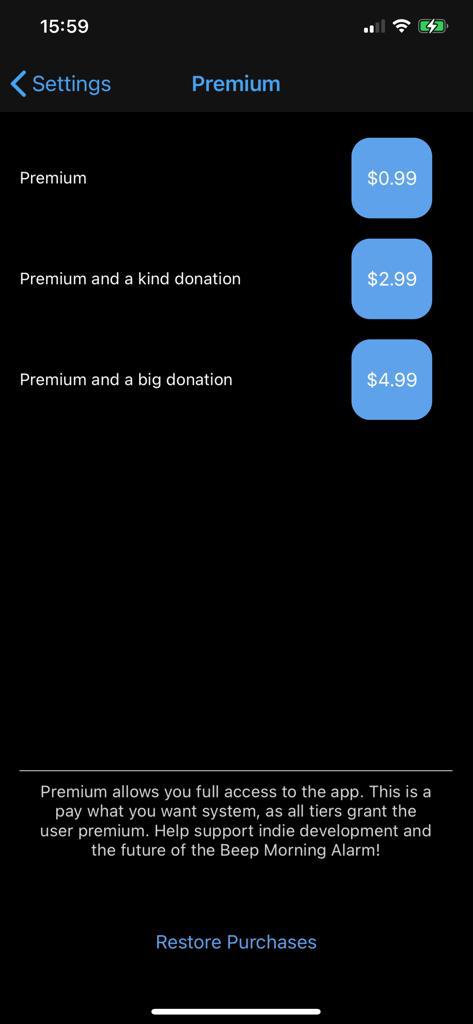 15:59
Settings
Premium
Premium
$0.99
Premium and a kind donation
$2.99
Premium and a big donation
$4.99
Premium allows you full access to the app. This is a
pay what you want system, as all tiers grant the
user premium. Help support indie development and
the future of the Beep Morning Alarm!
Restore Purchases